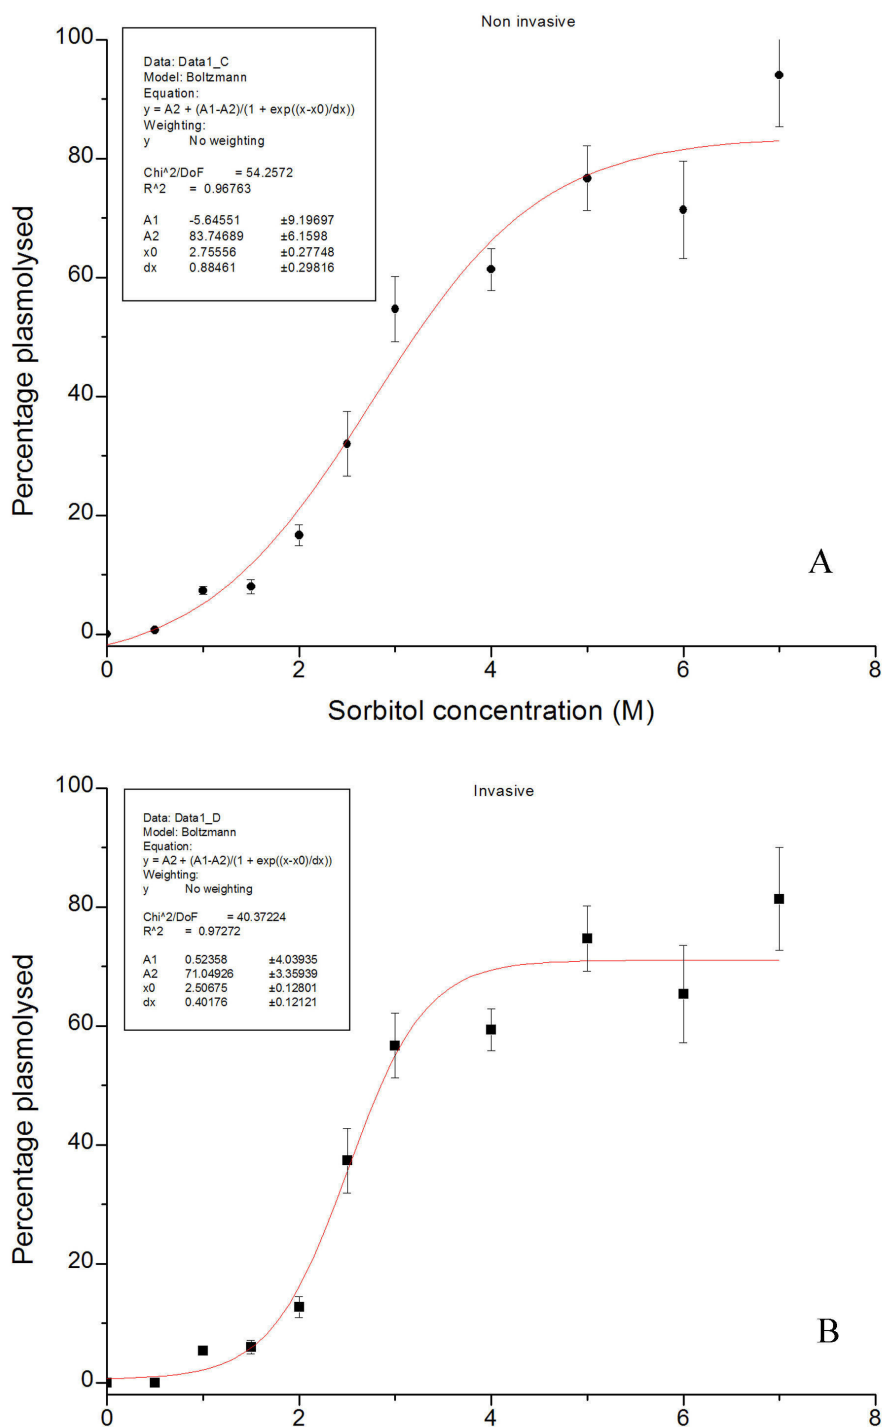 Non invasive
100
80
60
40
20
0
Percentage plasmolysed
Data: Data1_C
Model: Boltzmann
Equation:
y = A2 + (A1-A2)/(1 + exp((x-x0)/dx))
Weighting:
y No weighting
Chi^2/DoF = 54.2572
R^2 = 0.96763
A1 -5.64551 ±9.19697
A2 83.74689 ±6.1598
x0 2.75556 ±0.27748
dx 0.88461 ±0.29816
A
0 2 4 6 8
Sorbitol concentration (M)
Invasive
100
80
60
40
20
0
Percentage plasmolysed
Data: Data1_D
Model: Boltzmann
Equation:
y = A2 + (A1-A2)/(1 + exp((x-x0)/dx))
Weighting:
y No weighting
Chi^2/DoF = 40.37224
R^2 = 0.97272
A1 0.52358 ±4.03935
A2 71.04926 ±3.35939
x0 2.50675 ±0.12801
dx 0.40176 ±0.12121
B
0 2 4 6 8